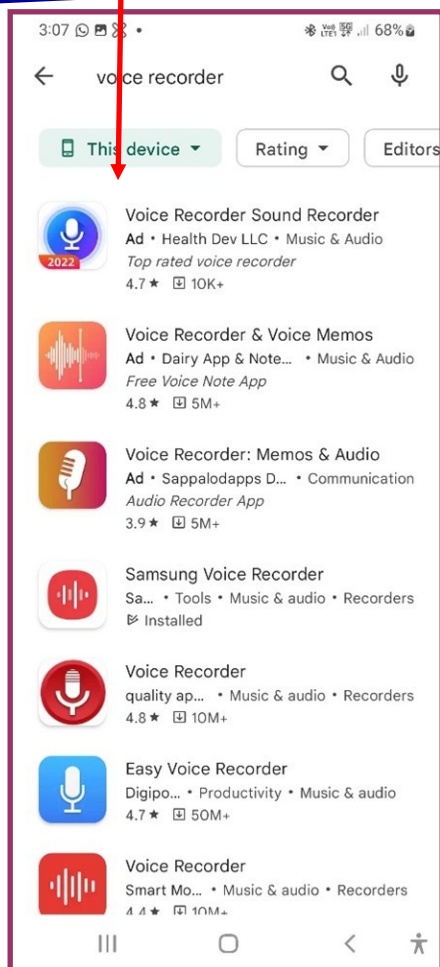 3:07 68%
voice recorder
This device Rating Editors
Voice Recorder Sound Recorder
Ad • Health Dev LLC • Music & Audio
2022 Top rated voice recorder
4.7★ 10K+
Voice Recorder & Voice Memos
Ad • Dairy App & Note... • Music & Audio
Free Voice Note App
4.8★ 5M+
Voice Recorder: Memos & Audio
Ad • Sappalodapps D... • Communication
Audio Recorder App
3.9★ 5M+
Samsung Voice Recorder
Sa... • Tools • Music & audio • Recorders
Installed
Voice Recorder
quality ap... • Music & audio • Recorders
4.8★ 10M+
Easy Voice Recorder
Digipo... • Productivity • Music & audio
4.7★ 50M+
Voice Recorder
Smart Mo... • Music & audio • Recorders
4.4★ 10M+